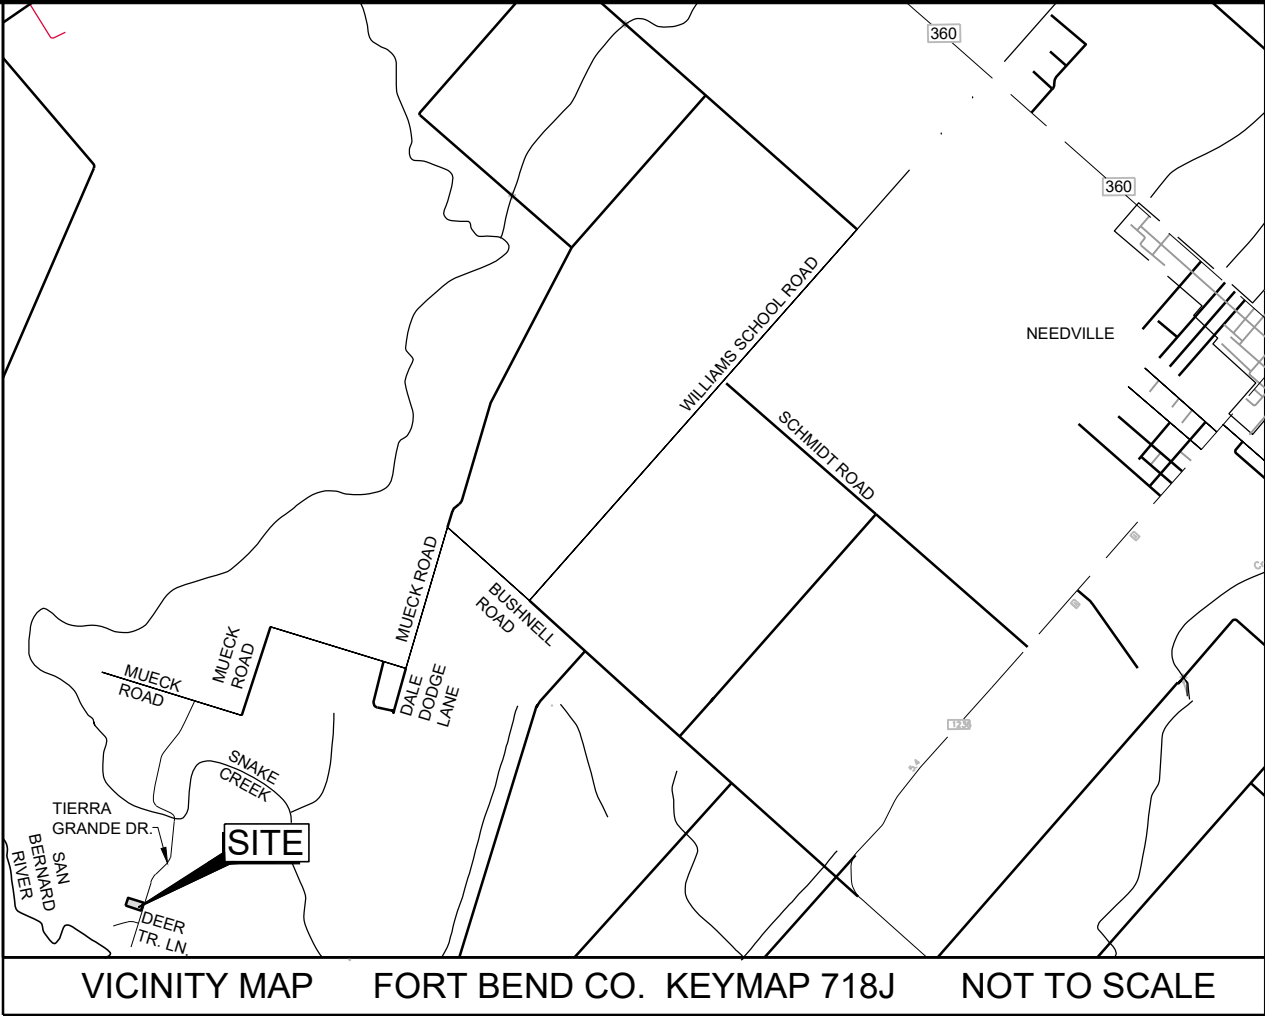 360
360
NEEDVILLE
WILLIAMS SCHOOL ROAD
SCHMIDT ROAD
MUECK ROAD
BUSHNELL
ROAD
MUECK
ROAD
MUECK
ROAD
DALE
DODGE
LANE
SNAKE
CREEK
TIERRA
GRANDE DR.
SITE
SAN
BERNARD
RIVER
DEER
TR. LN.
VICINITY MAP FORT BEND CO. KEYMAP 718J NOT TO SCALE